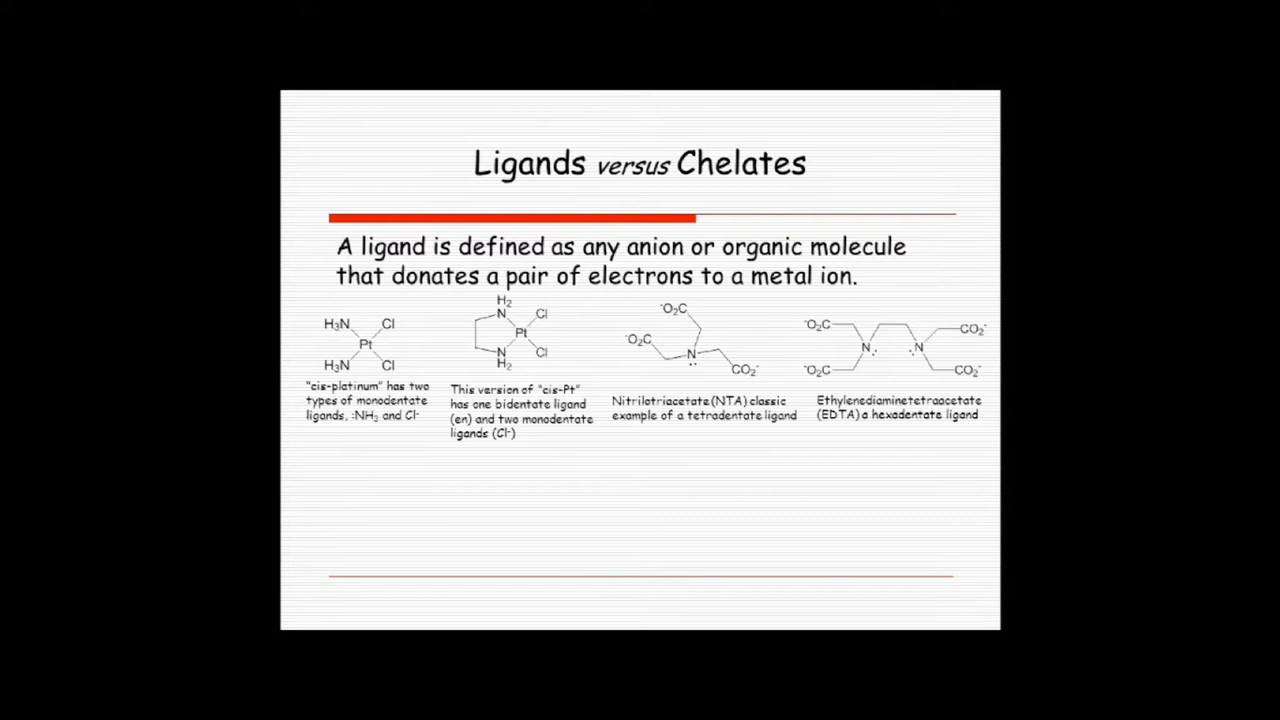 Ligands versus Chelates
A ligand is defined as any anion or organic molecule
that donates a pair of electrons to a metal ion.
H₃N Cl
Pt
H₃N Cl
"cis-platinum" has two
types of monodentate
ligands, :NH₃ and Cl⁻
H₂
N Cl
Pt
N Cl
H₂
This version of "cis-Pt"
has one bidentate ligand
(en) and two monodentate
ligands (Cl⁻)
⁻O₂C
⁻O₂C
N
CO₂⁻
Nitrilotriacetate(NTA) classic
example of a tetradentate ligand
⁻O₂C CO₂⁻
N: :N
⁻O₂C CO₂⁻
Ethylenediaminetetraacetate
(EDTA) a hexadentate ligand